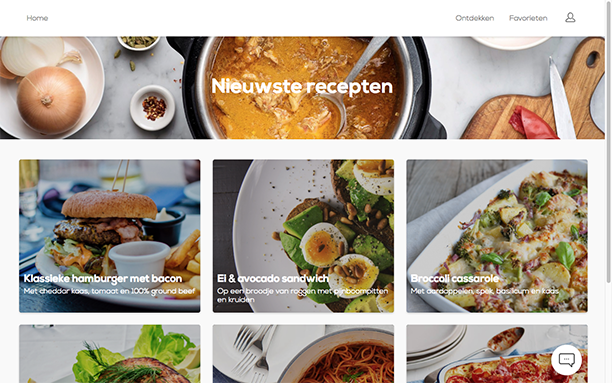 Home
Ontdekken
Favorieten
Nieuwste recepten
Klassieke hamburger met bacon
Met cheddar kaas, tomaat en 100% ground beef
Ei & avocado sandwich
Op een broodje van roggen met pijnboompitten
en kruiden
Broccoli cassarole
Met aardappelen, spek, basilicum en kaas